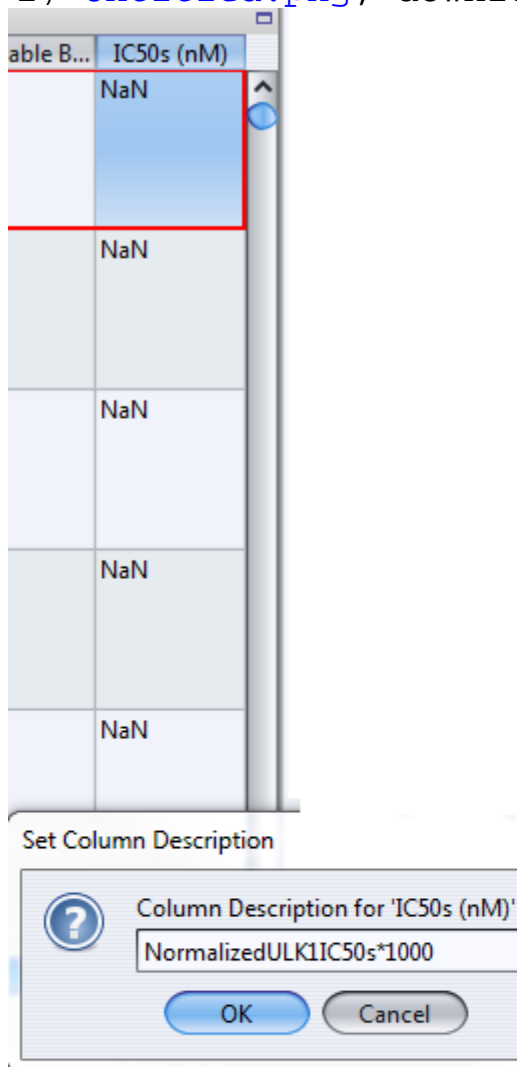 able B... IC50s (nM)
NaN
NaN
NaN
NaN
NaN
Set Column Description
Column Description for 'IC50s (nM)'
NormalizedULK1IC50s*1000
OK Cancel